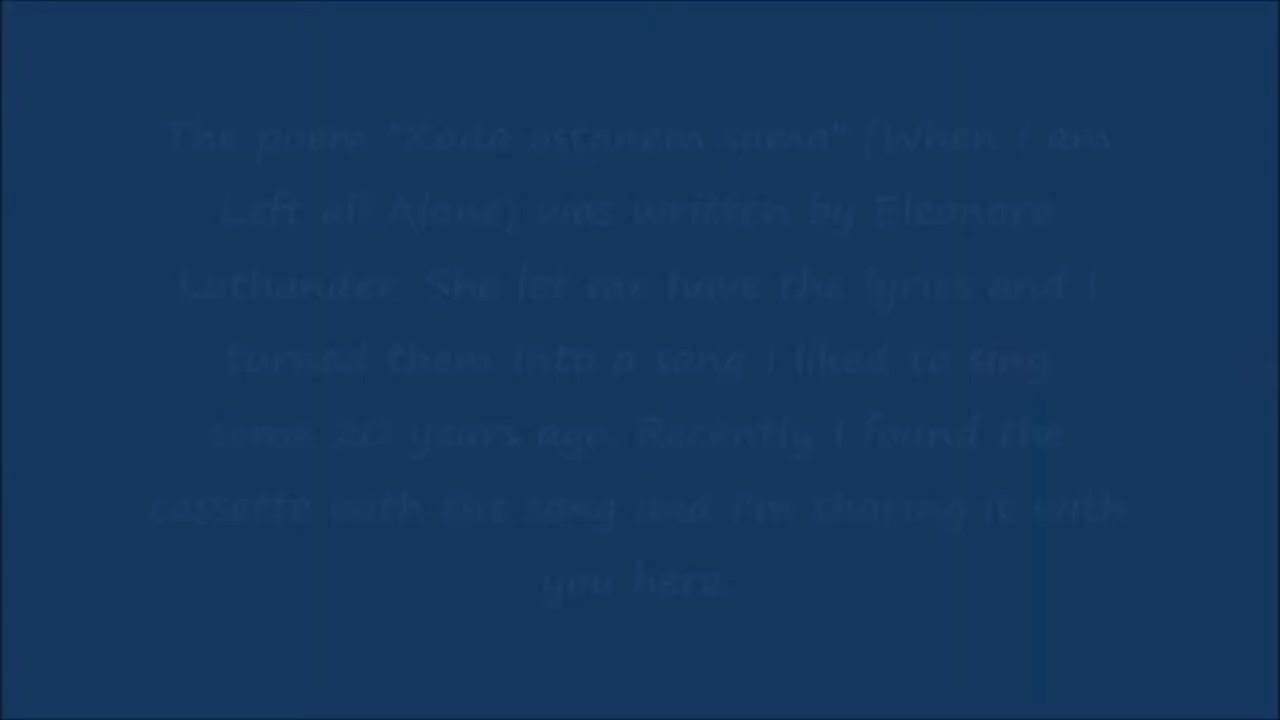 The poem "Kada ostanem sama" (When I am
Left all Alone) was written by Eleonore
She let me have the lyrics and I
turned them into a song I liked to sing
some 20 years ago. Recently I found the
cassette with the song and I'm sharing it with
you here.